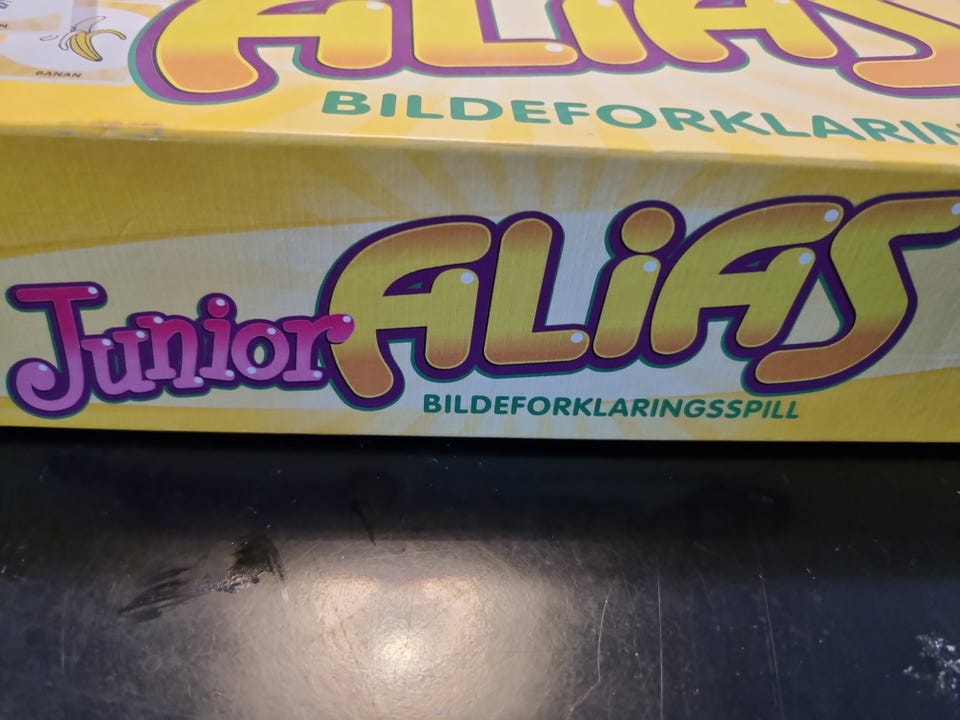 BANAN
ALiAS
BILDEFORKLARIN
Junior ALiAS
BILDEFORKLARINGSSPILL